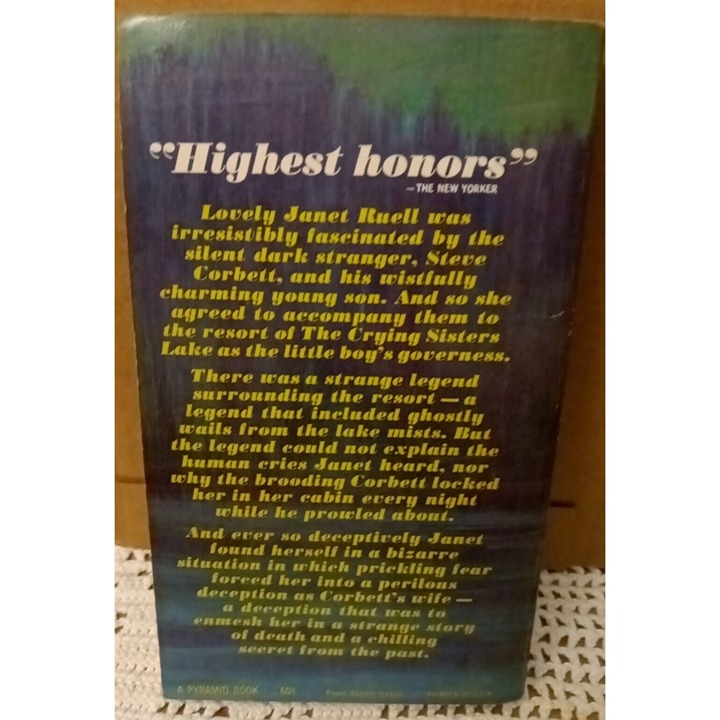 “Highest honors”
—THE NEW YORKER
Lovely Janet Ruell was
irresistibly fascinated by the
silent dark stranger, Steve
Corbett, and his wistfully
charming young son. And so she
agreed to accompany them to
the resort of The Crying Sisters
Lake as the little boy's governess.
There was a strange legend
surrounding the resort — a
legend that included ghostly
wails from the lake mists. But
the legend could not explain the
human cries Janet heard, nor
why the brooding Corbett locked
her in her cabin every night
while he prowled about.
And ever so deceptively Janet
found herself in a bizarre
situation in which prickling fear
forced her into a perilous
deception as Corbett's wife —
a deception that was to
enmesh her in a strange story
of death and a chilling
secret from the past.
A PYRAMID BOOK 60¢